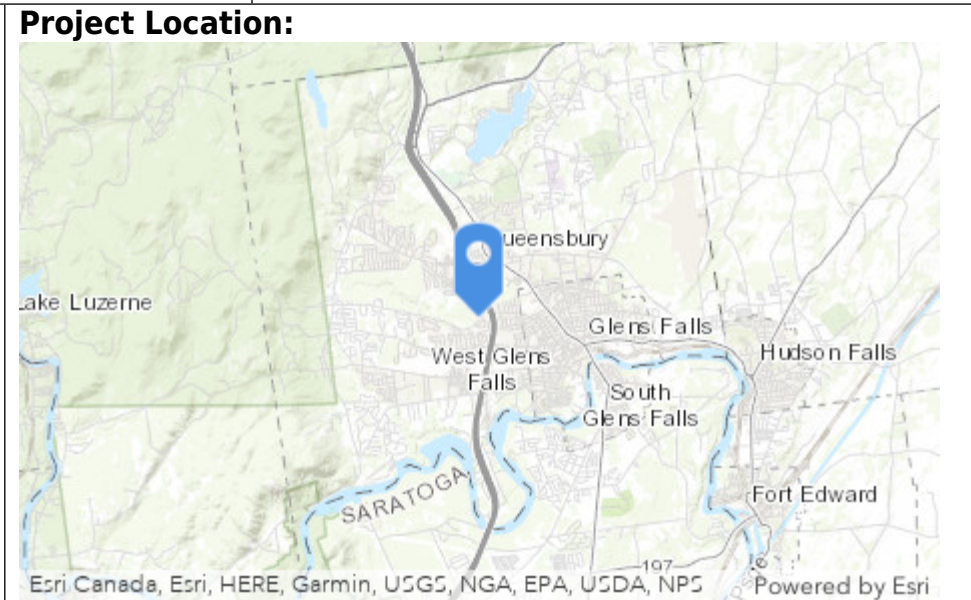 Project Location:
ueensbury
Lake Luzerne
Glens Falls
West Glens
Falls
Hudson Falls
South
Glens Falls
SARATOGA
Fort Edward
197
Esri Canada, Esri, HERE, Garmin, USGS, NGA, EPA, USDA, NPS
Powered by Esri